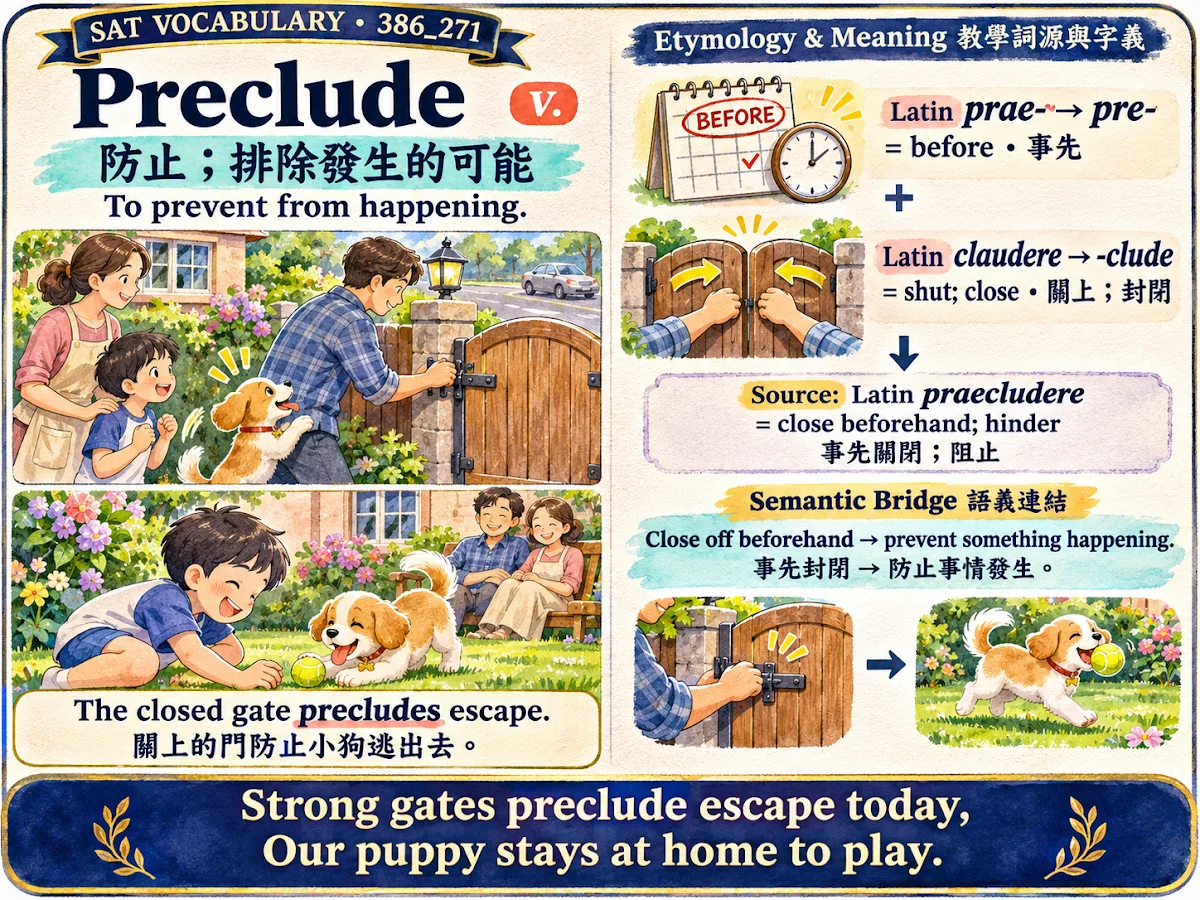 SAT VOCABULARY • 386_271
Preclude
v.
防止；排除發生的可能
To prevent from happening.
The closed gate precludes escape.
關上的門防止小狗逃出去。
Etymology & Meaning 教學詞源與字義
BEFORE
Latin prae- → pre-
= before • 事先
+
Latin claudere → -clude
= shut; close • 關上；封閉
Source: Latin praecludere
= close beforehand; hinder
事先關閉；阻止
Semantic Bridge 語義連結
Close off beforehand → prevent something happening.
事先封閉 → 防止事情發生。
Strong gates preclude escape today,
Our puppy stays at home to play.